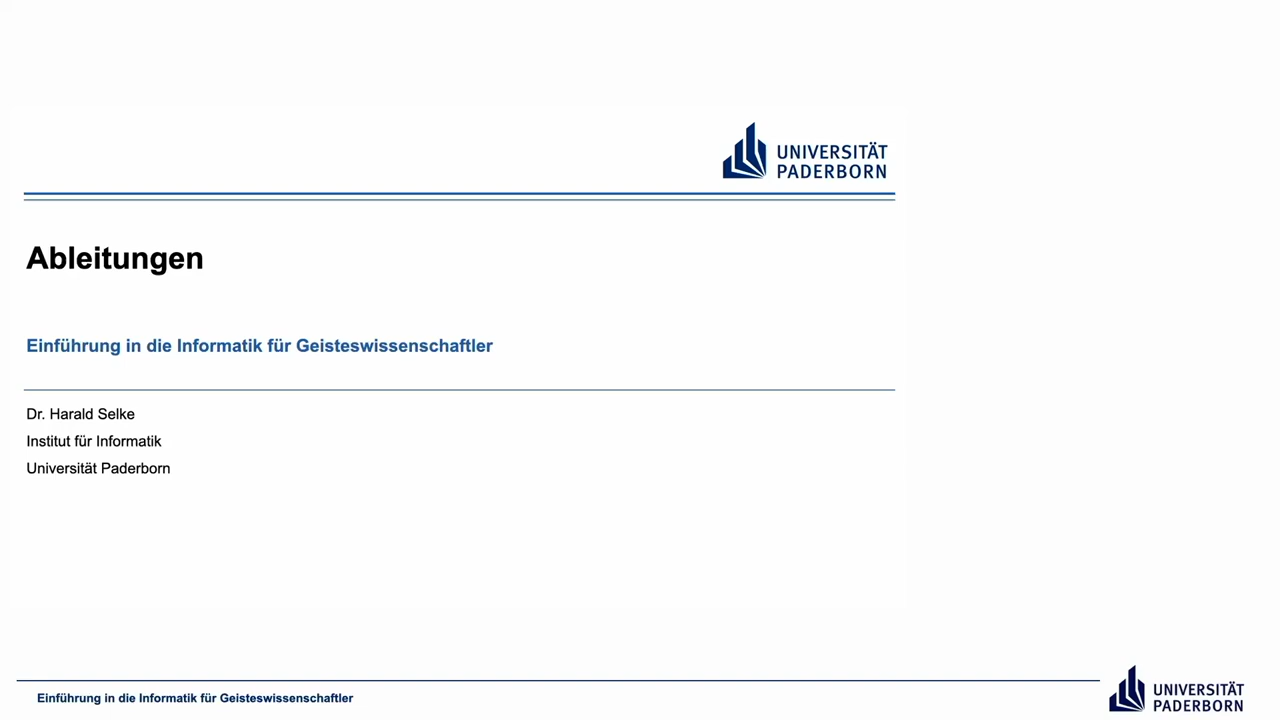 UNIVERSITÄT
PADERBORN
Ableitungen
Einführung in die Informatik für Geisteswissenschaftler
Dr. Harald Selke
Institut für Informatik
Universität Paderborn
Einführung in die Informatik für Geisteswissenschaftler
UNIVERSITÄT
PADERBORN